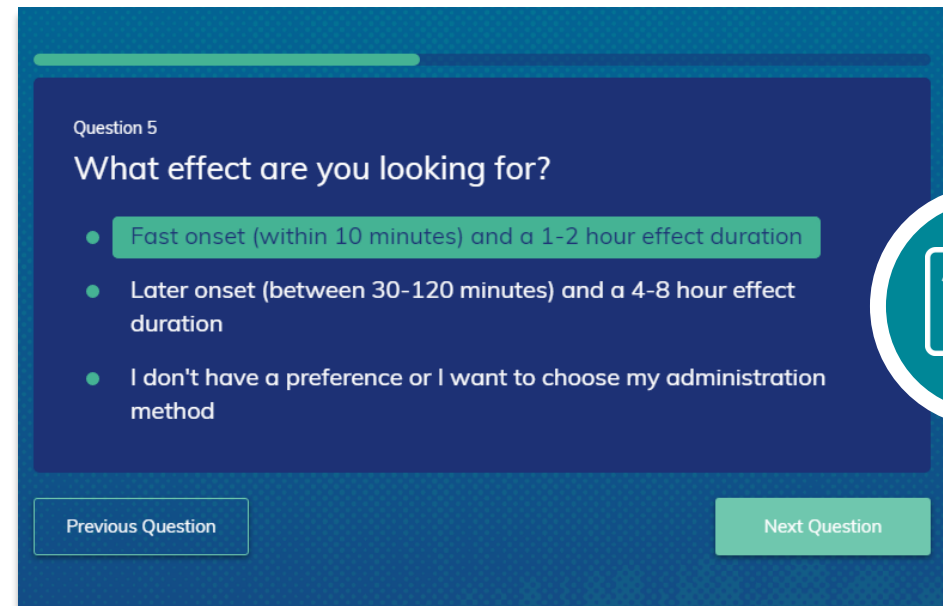 Question 5
What effect are you looking for?
Fast onset (within 10 minutes) and a 1-2 hour effect duration
Later onset (between 30-120 minutes) and a 4-8 hour effect
duration
I don't have a preference or I want to choose my administration
method
Previous Question
Next Question